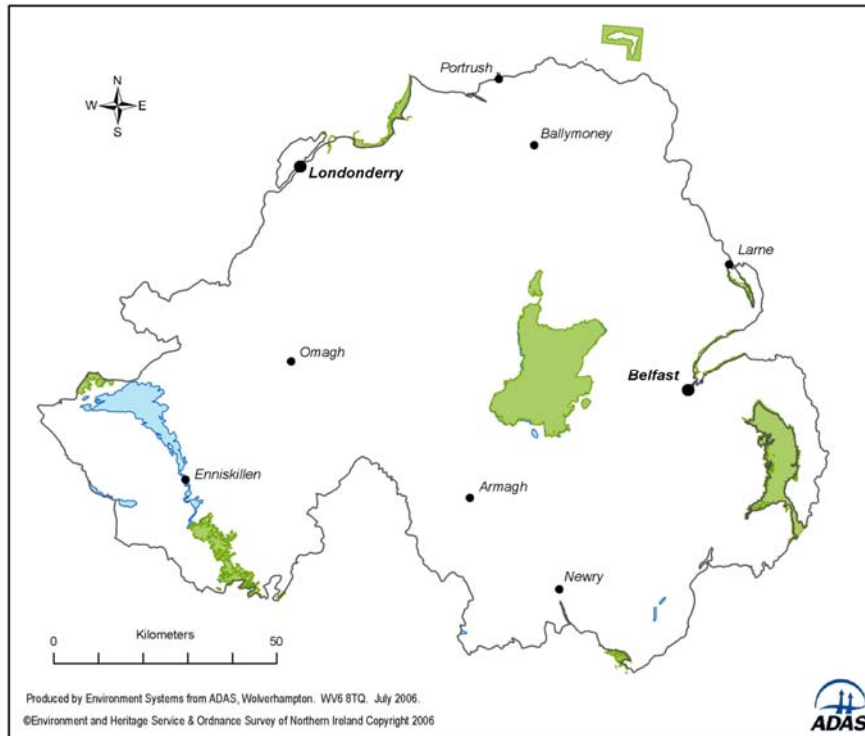 Portrush
N
W E
S
Ballymoney
Londonderry
Larne
Omagh
Belfast
Enniskillen
Armagh
Newry
Kilometers
0 50
Produced by Environment Systems from ADAS, Wolverhampton. WV6 8TQ. July 2006.
©Environment and Heritage Service & Ordnance Survey of Northern Ireland Copyright 2006
ADAS